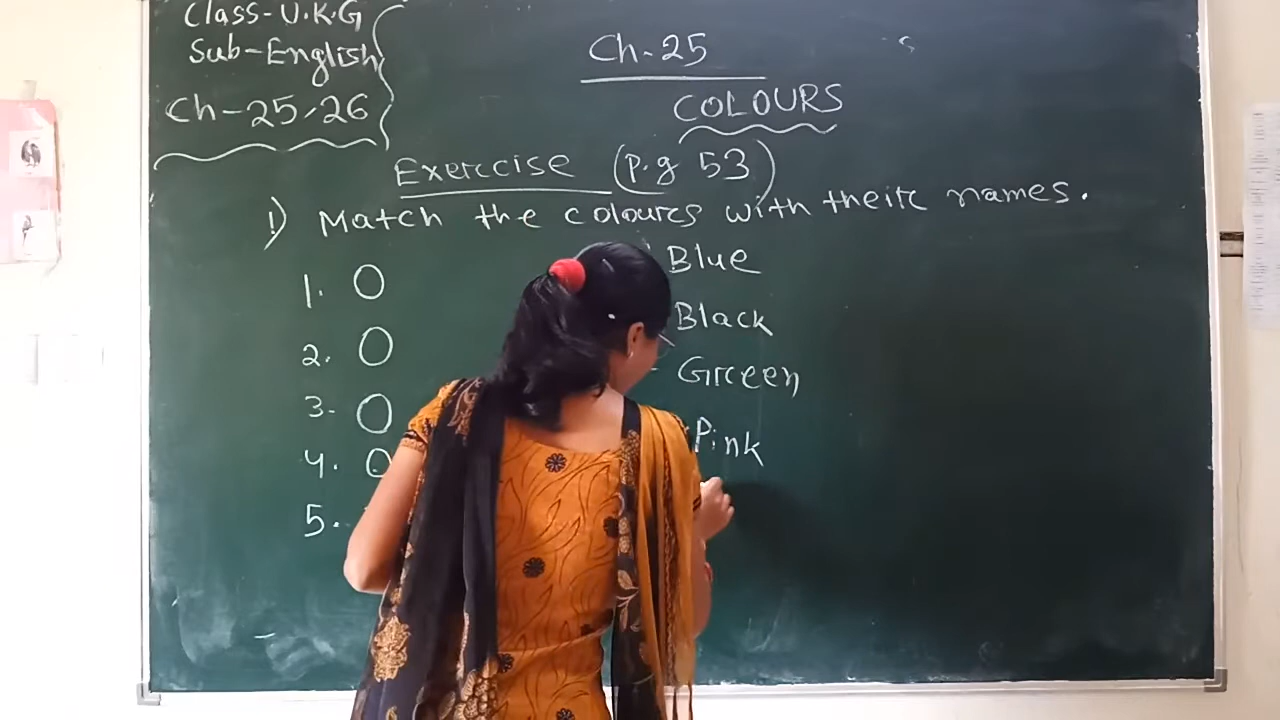 Class-U.K.G
Sub-English
Ch-25,26
Ch-25
COLOURS
Exercise (P.g 53)
1) Match the colours with their names.
1. O Blue
2. O Black
3. O Green
4. O Pink
5.